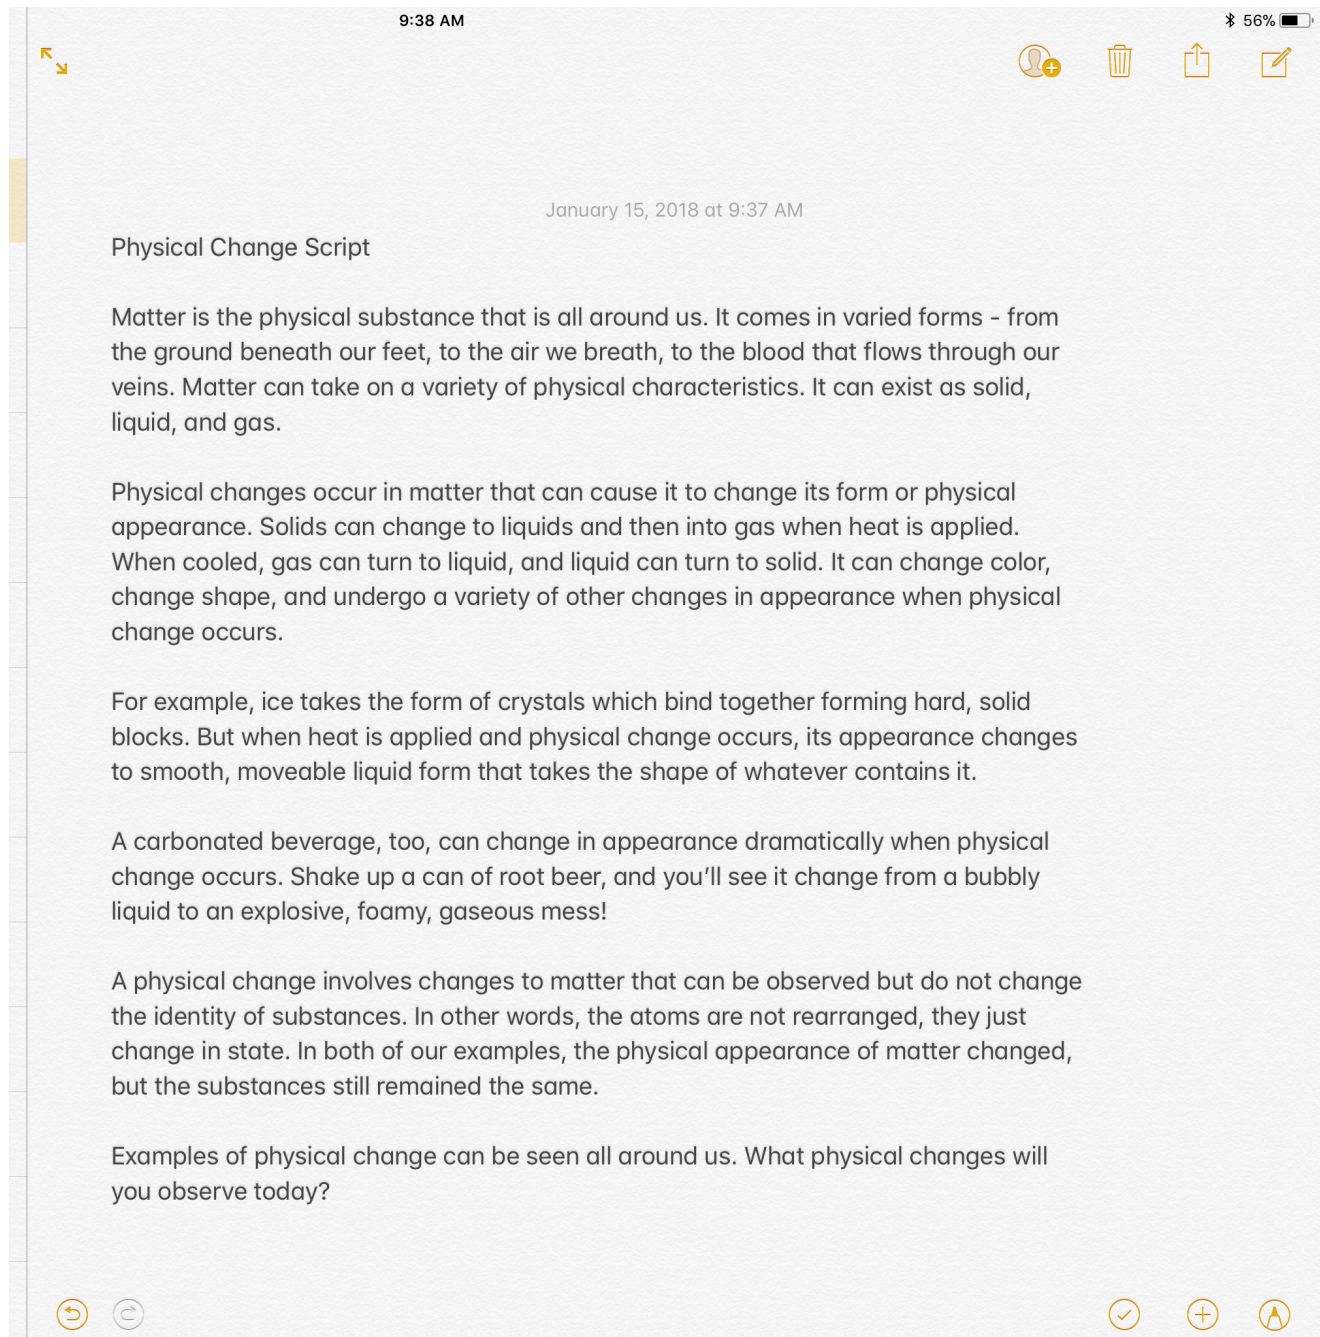 9:38 AM
56%
January 15, 2018 at 9:37 AM
Physical Change Script
Matter is the physical substance that is all around us. It comes in varied forms - from
the ground beneath our feet, to the air we breath, to the blood that flows through our
veins. Matter can take on a variety of physical characteristics. It can exist as solid,
liquid, and gas.
Physical changes occur in matter that can cause it to change its form or physical
appearance. Solids can change to liquids and then into gas when heat is applied.
When cooled, gas can turn to liquid, and liquid can turn to solid. It can change color,
change shape, and undergo a variety of other changes in appearance when physical
change occurs.
For example, ice takes the form of crystals which bind together forming hard, solid
blocks. But when heat is applied and physical change occurs, its appearance changes
to smooth, moveable liquid form that takes the shape of whatever contains it.
A carbonated beverage, too, can change in appearance dramatically when physical
change occurs. Shake up a can of root beer, and you’ll see it change from a bubbly
liquid to an explosive, foamy, gaseous mess!
A physical change involves changes to matter that can be observed but do not change
the identity of substances. In other words, the atoms are not rearranged, they just
change in state. In both of our examples, the physical appearance of matter changed,
but the substances still remained the same.
Examples of physical change can be seen all around us. What physical changes will
you observe today?